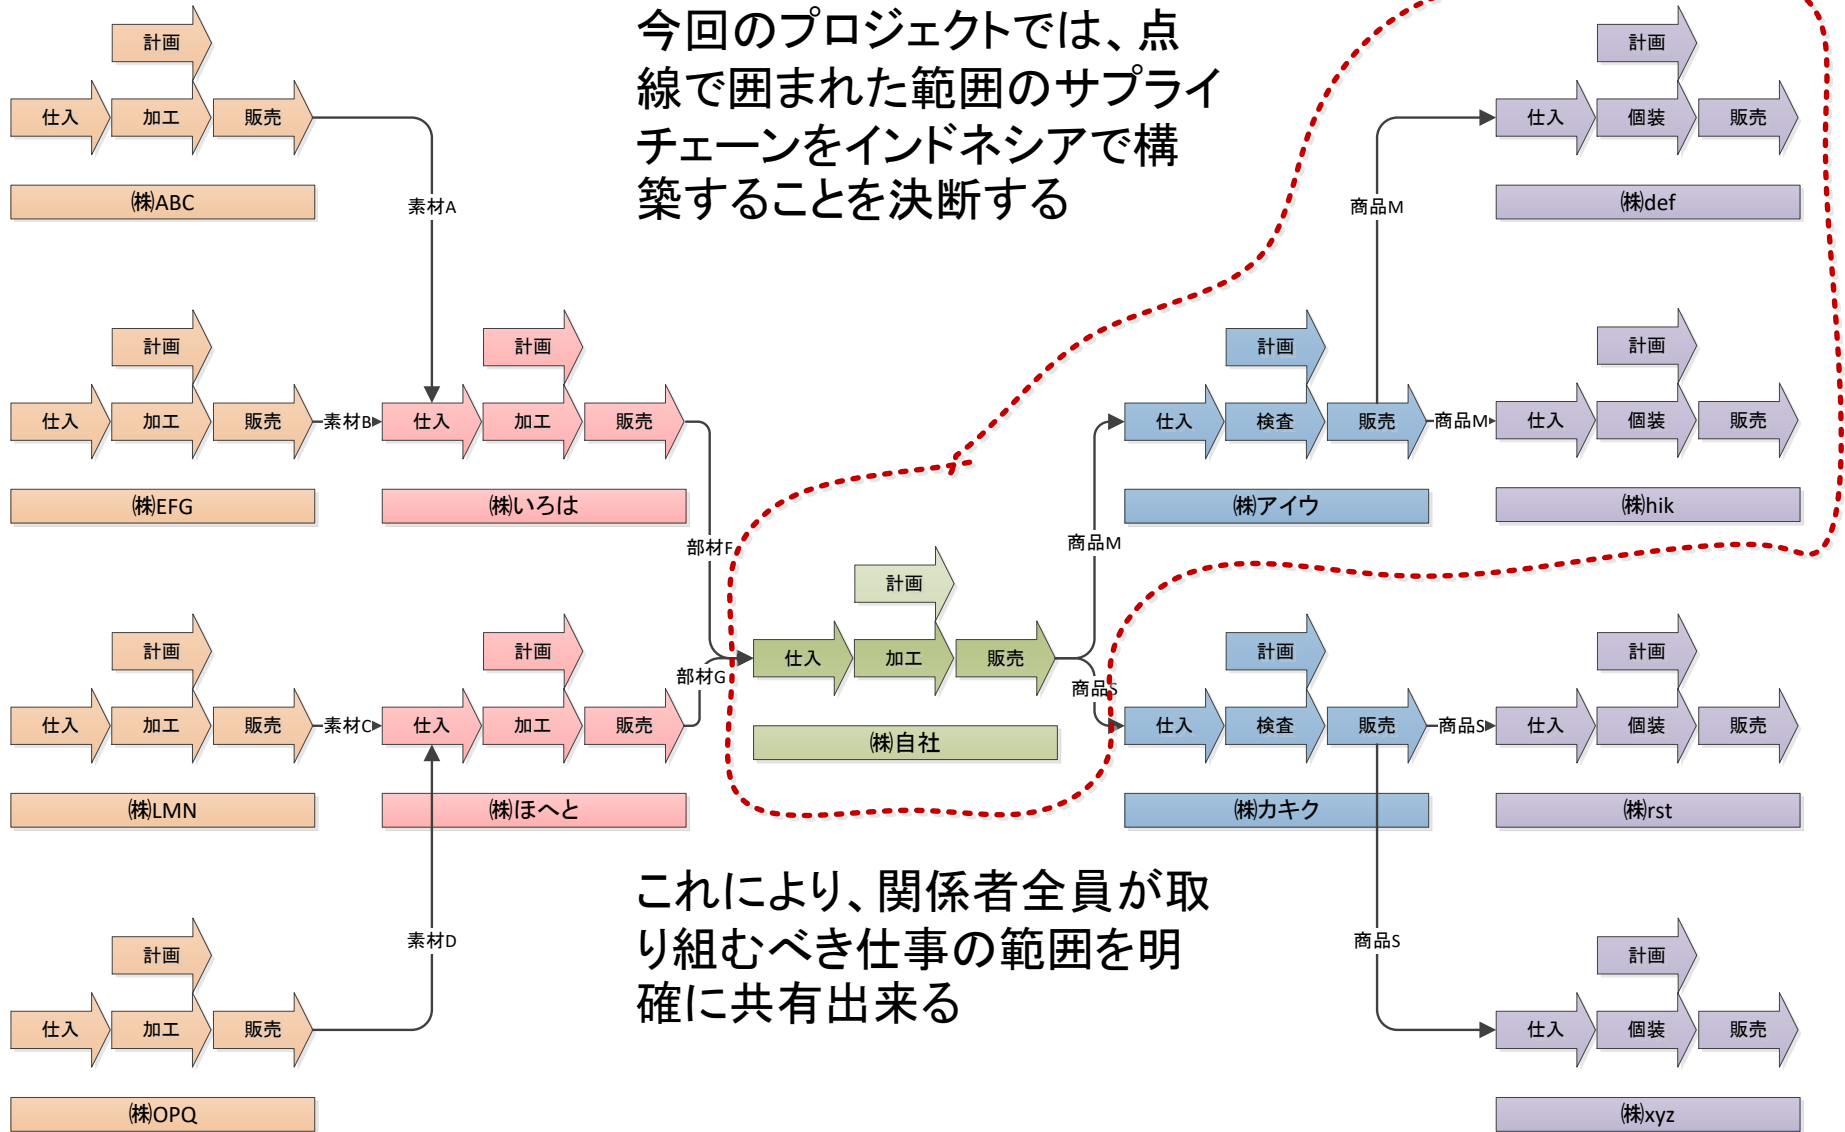 今回のプロジェクトでは、点
線で囲まれた範囲のサプライ
チェーンをインドネシアで構
築することを決断する
計画
仕入
加工
販売
㈱ABC
素材A
計画
仕入
個装
販売
㈱def
商品M
計画
仕入
加工
販売
㈱EFG
素材B
計画
仕入
加工
販売
㈱いろは
部材F
計画
仕入
検査
販売
㈱アイウ
商品M
商品M
計画
仕入
個装
販売
㈱hik
計画
仕入
加工
販売
㈱自社
商品S
計画
仕入
加工
販売
㈱LMN
素材C
計画
仕入
加工
販売
㈱ほへと
部材G
計画
仕入
検査
販売
㈱カキク
商品S
計画
仕入
個装
販売
㈱rst
これにより、関係者全員が取
り組むべき仕事の範囲を明
確に共有出来る
計画
仕入
加工
販売
㈱OPQ
素材D
商品S
計画
仕入
個装
販売
㈱xyz